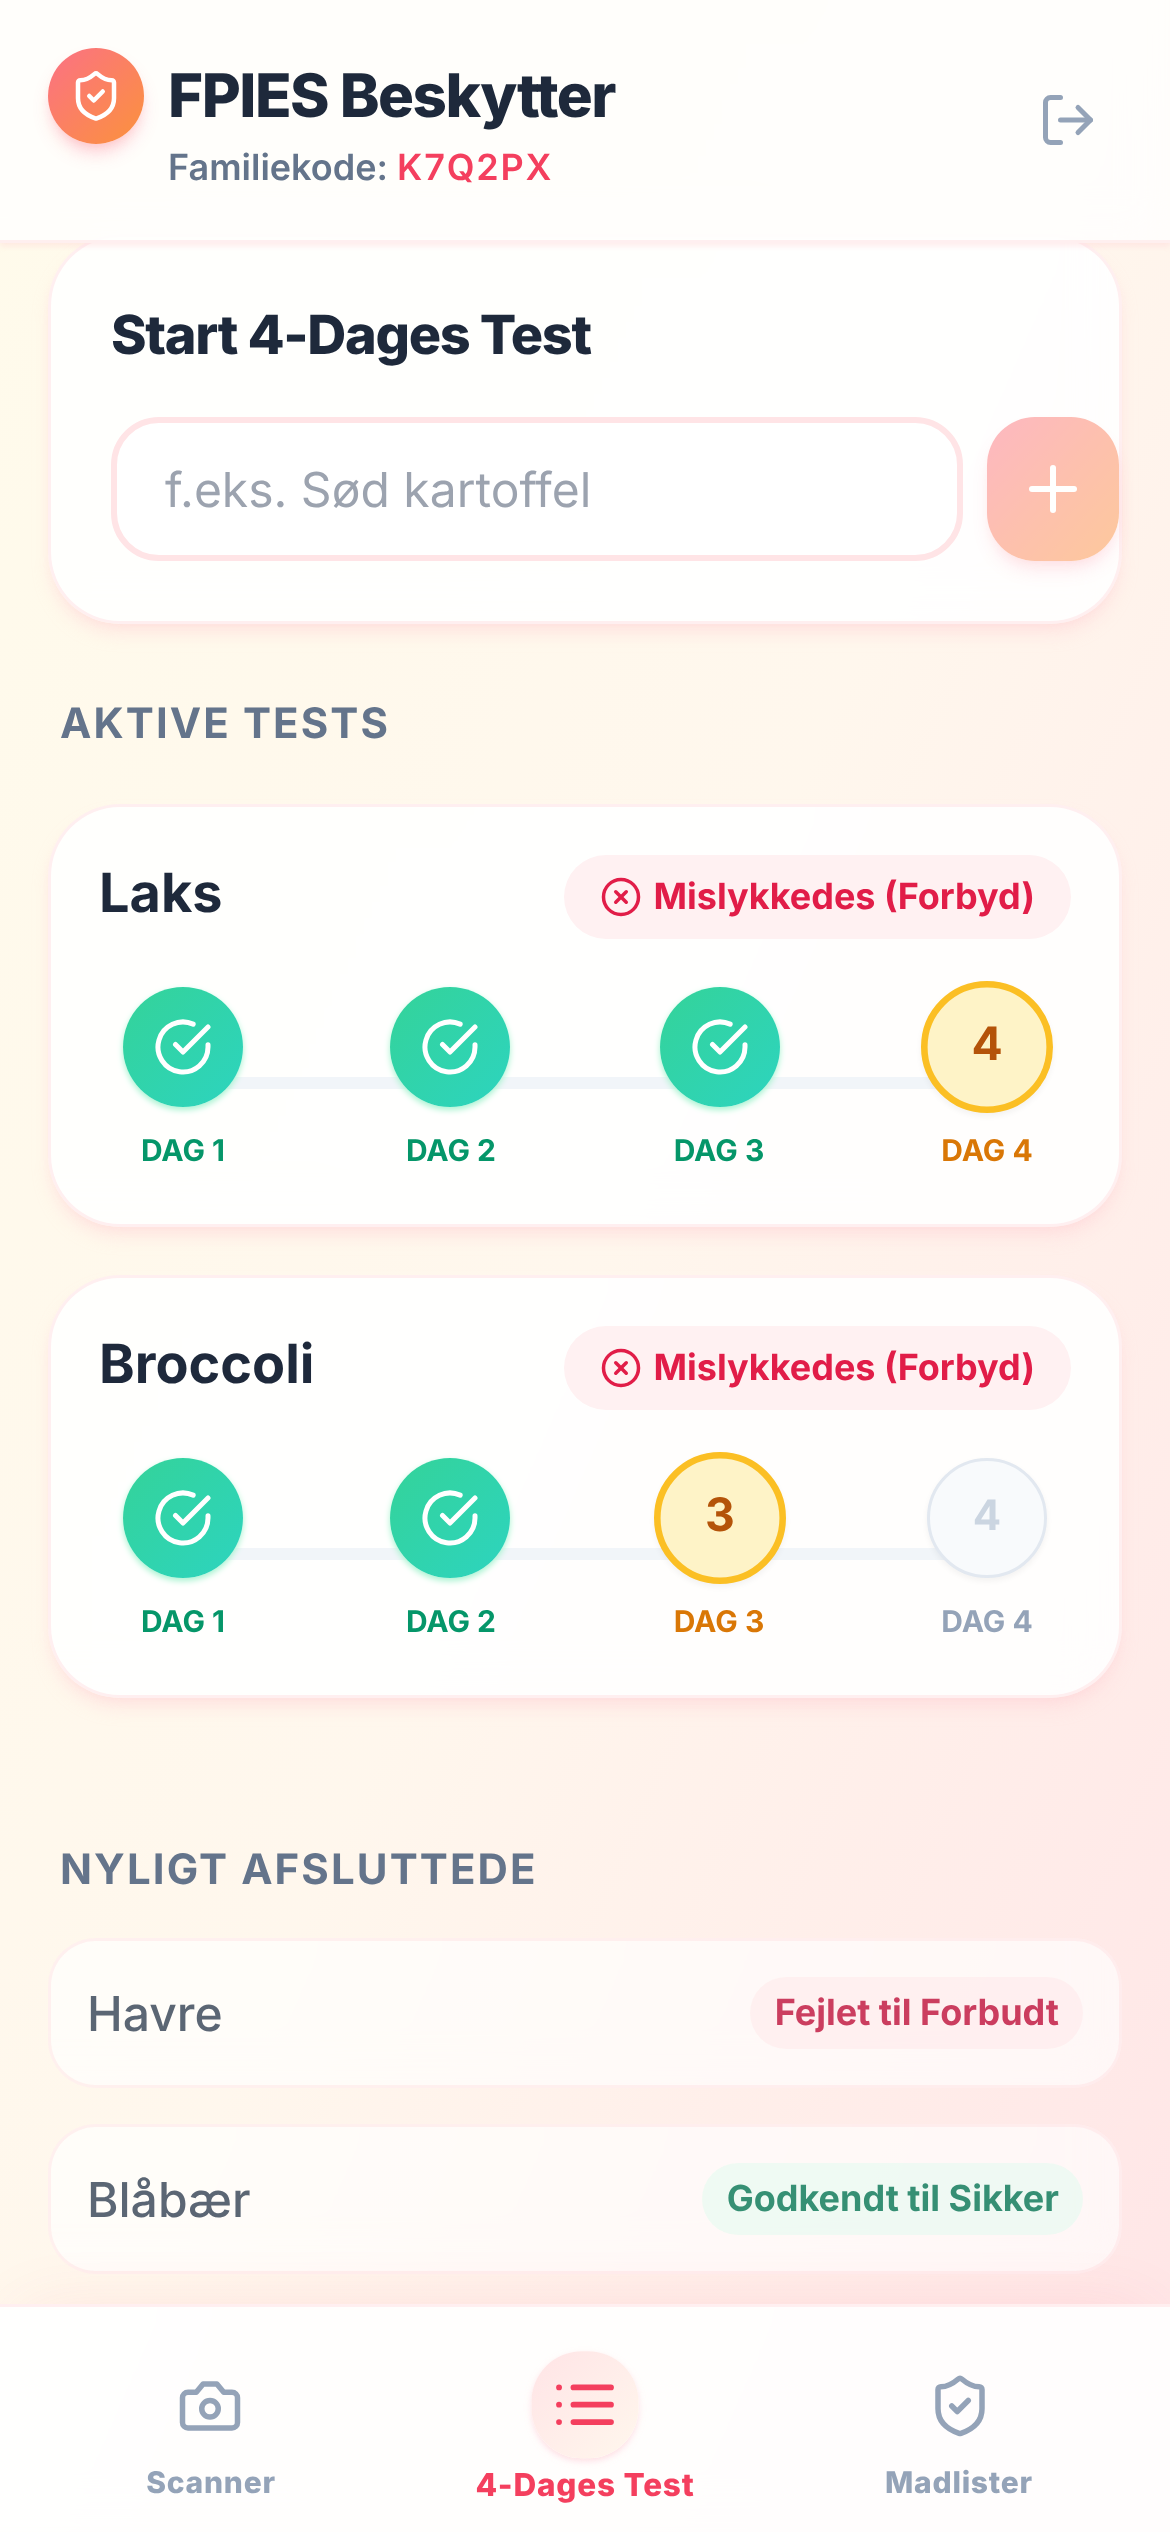 FPIES Beskytter
Familiekode: K7Q2PX
Start 4-Dages Test
f.eks. Sød kartoffel
AKTIVE TESTS
Laks
Mislykkedes (Forbyd)
4
DAG 1 DAG 2 DAG 3 DAG 4
Broccoli
Mislykkedes (Forbyd)
3 4
DAG 1 DAG 2 DAG 3 DAG 4
NYLIGT AFSLUTTEDE
Havre
Fejlet til Forbudt
Blåbær
Godkendt til Sikker
Scanner 4-Dages Test Madlister